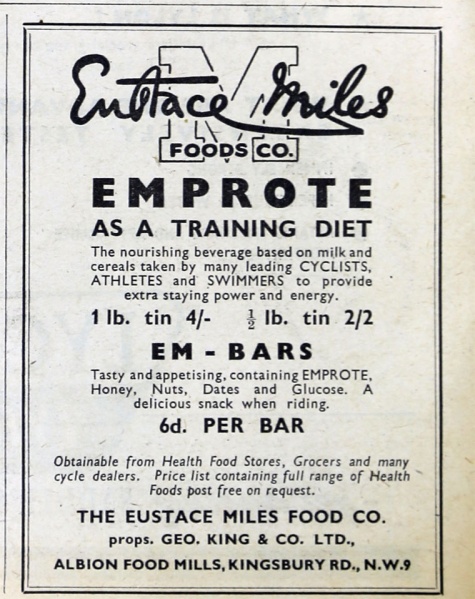 Eustace Miles
M
FOODS CO.
EMPROTE
AS A TRAINING DIET
The nourishing beverage based on milk and
cereals taken by many leading CYCLISTS,
ATHLETES and SWIMMERS to provide
extra staying power and energy.
1 lb. tin 4/- ½ lb. tin 2/2
EM - BARS
Tasty and appetising, containing EMPROTE,
Honey, Nuts, Dates and Glucose. A
delicious snack when riding.
6d. PER BAR
Obtainable from Health Food Stores, Grocers and many
cycle dealers. Price list containing full range of Health
Foods post free on request.
THE EUSTACE MILES FOOD CO.
props. GEO. KING & CO. LTD.,
ALBION FOOD MILLS, KINGSBURY RD., N.W.9